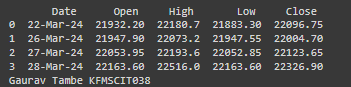 Date Open High Low Close
0 22-Mar-24 21932.20 22180.7 21883.30 22096.75
1 26-Mar-24 21947.90 22073.2 21947.55 22004.70
2 27-Mar-24 22053.95 22193.6 22052.85 22123.65
3 28-Mar-24 22163.60 22516.0 22163.60 22326.90
Gaurav Tambe KFMSCIT038